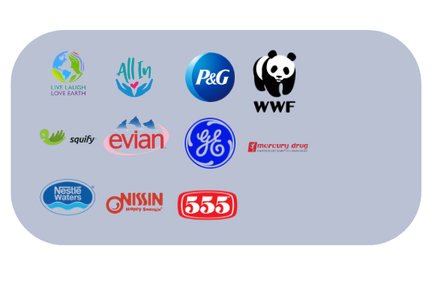 LIVE LAUGH
LOVE EARTH
All In
P&G
WWF
squify
evian
GE
mercury drug
Nestlé
Waters
NISSIN
555